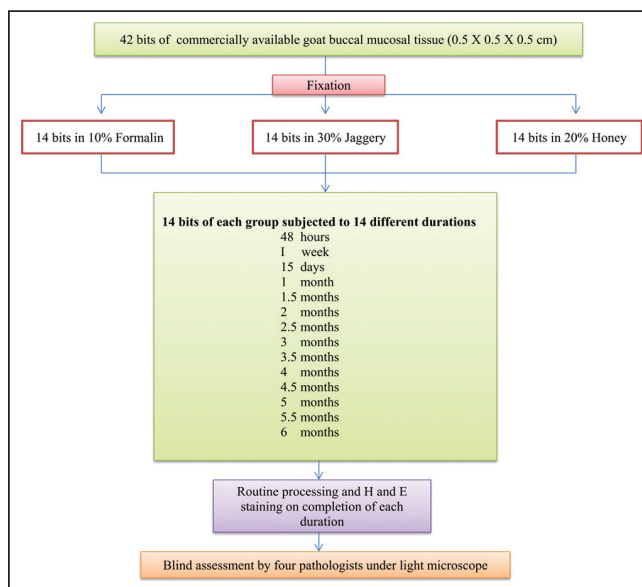 42 bits of commercially available goat buccal mucosal tissue (0.5 X 0.5 X 0.5 cm)
Fixation
14 bits in 10% Formalin
14 bits in 30% Jaggery
14 bits in 20% Honey
14 bits of each group subjected to 14 different durations
48 hours
I week
15 days
1 month
1.5 months
2 months
2.5 months
3 months
3.5 months
4 months
4.5 months
5 months
5.5 months
6 months
Routine processing and H and E
staining on completion of each
duration
Blind assessment by four pathologists under light microscope